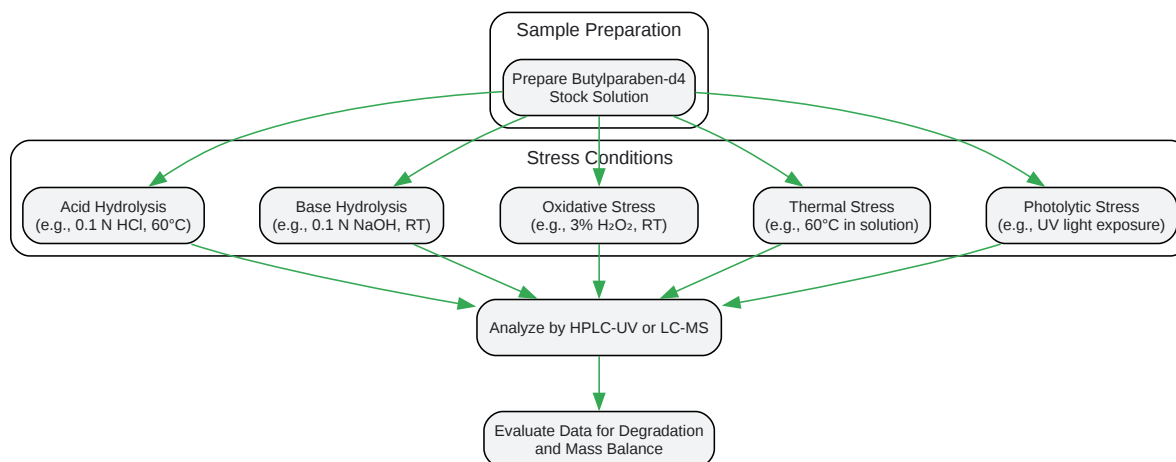 Sample Preparation
Prepare Butylparaben-d4
Stock Solution
Stress Conditions
Acid Hydrolysis
(e.g., 0.1 N HCl, 60°C)
Base Hydrolysis
(e.g., 0.1 N NaOH, RT)
Oxidative Stress
(e.g., 3% H₂O₂, RT)
Thermal Stress
(e.g., 60°C in solution)
Photolytic Stress
(e.g., UV light exposure)
Analyze by HPLC-UV or LC-MS
Evaluate Data for Degradation
and Mass Balance